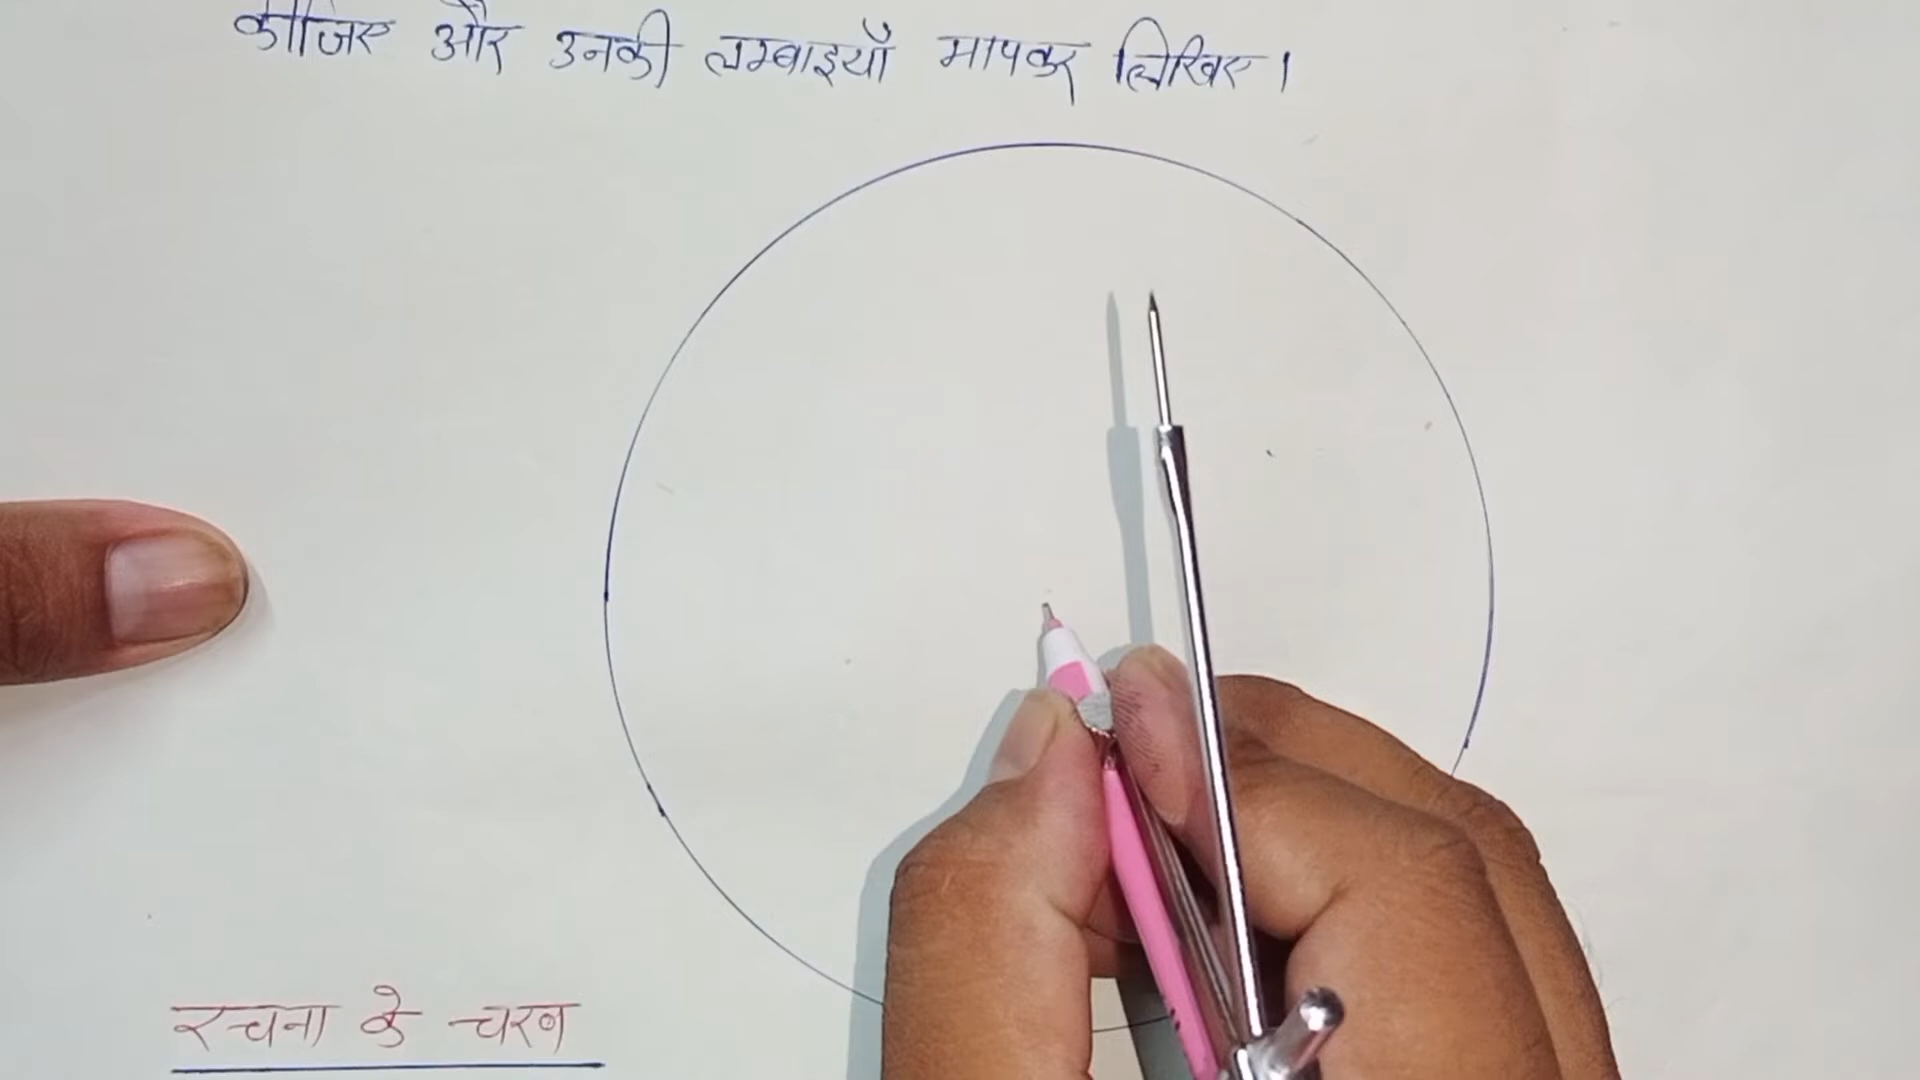 कीजिए और उनकी लम्बाइयाँ मापकर लिखिए।
रचना के चरण